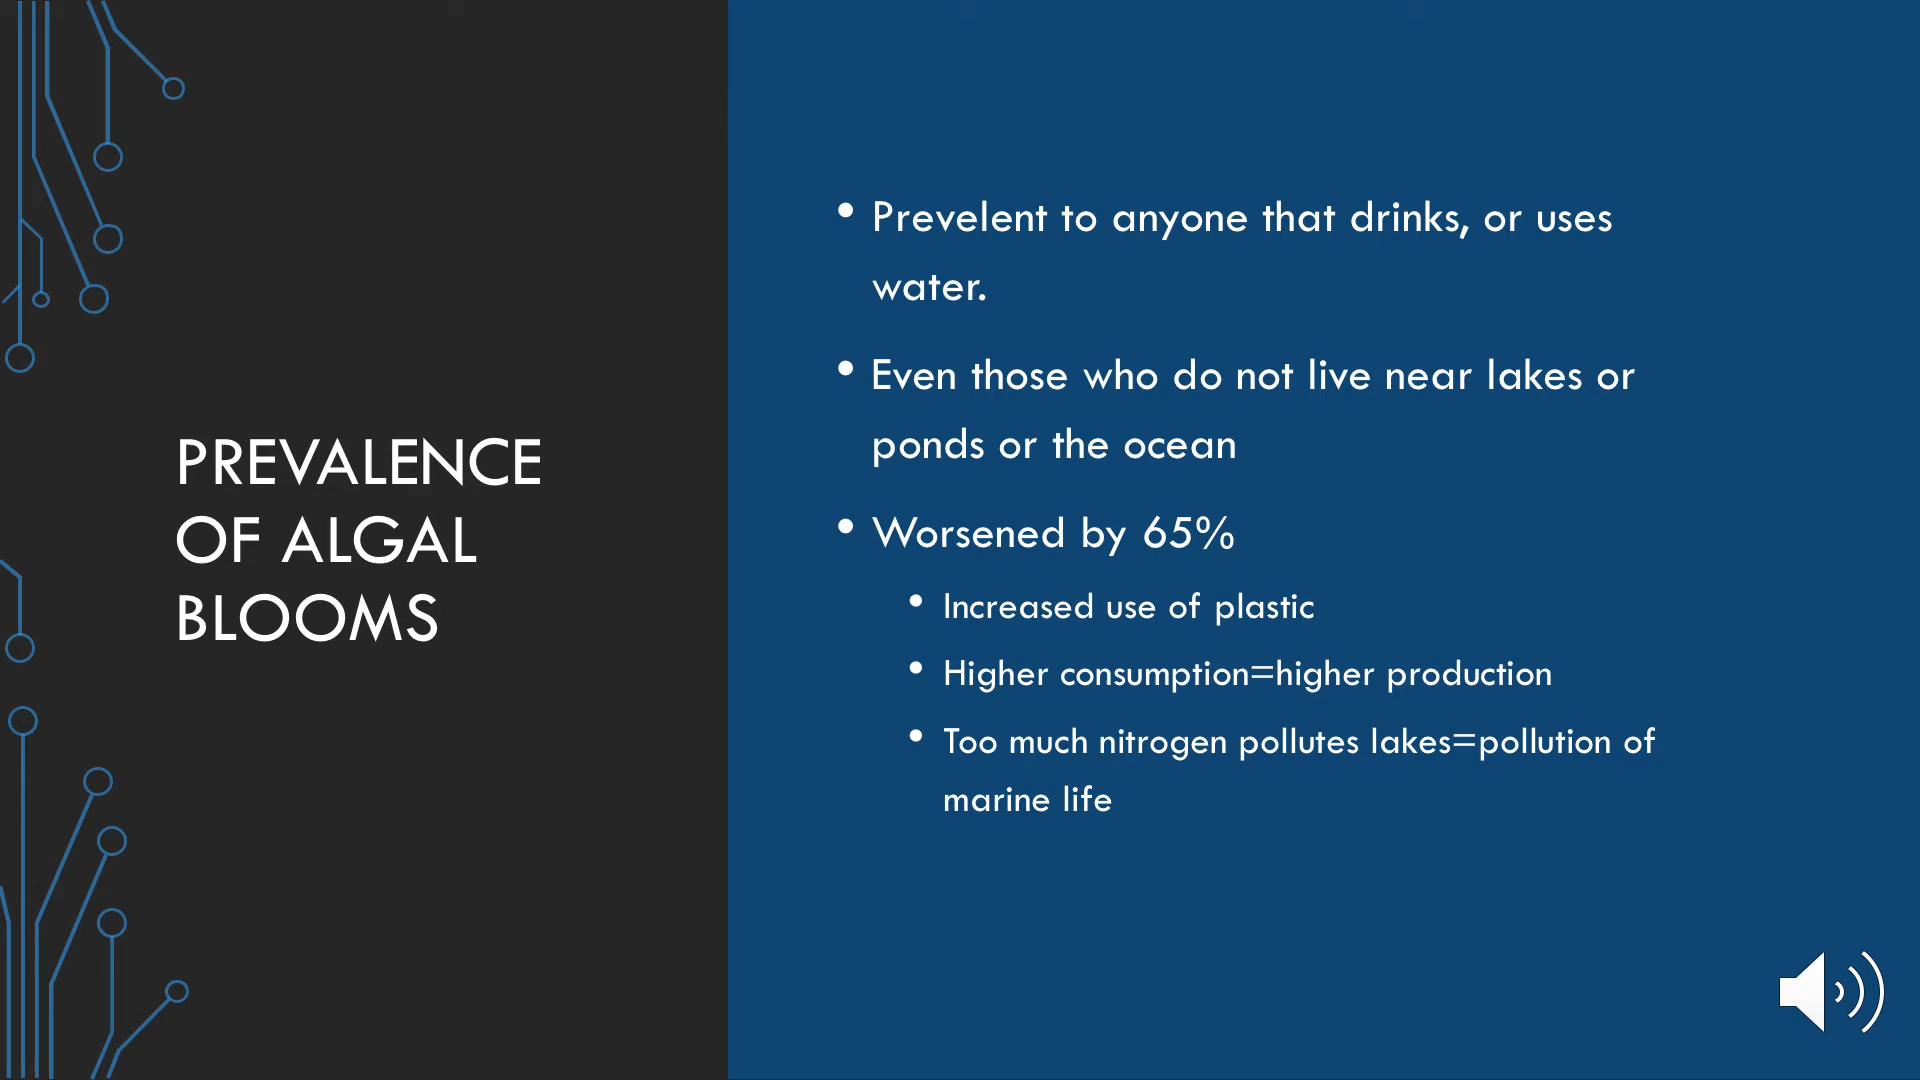 PREVALENCE
OF ALGAL
BLOOMS
• Prevelent to anyone that drinks, or uses
water.
• Even those who do not live near lakes or
ponds or the ocean
• Worsened by 65%
• Increased use of plastic
• Higher consumption=higher production
• Too much nitrogen pollutes lakes=pollution of
marine life